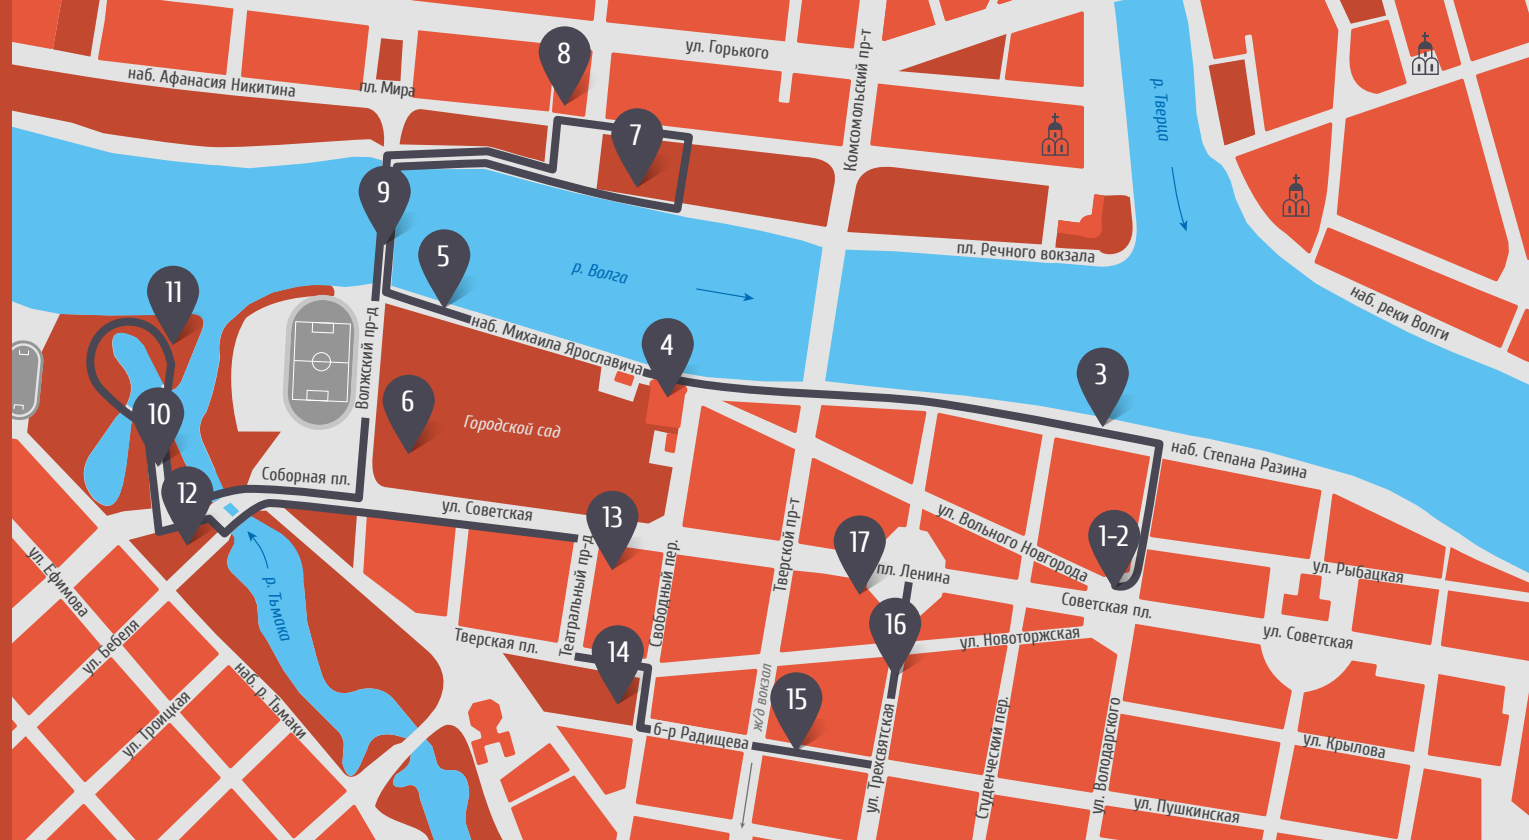 8
ул. Горького
наб. Афанасия Никитина
пл. Мира
Комсомольский пр-т
р. Тверца
7
9
5
р. Волга
пл. Речного вокзала
наб. реки Волги
11
наб. Михаила Ярославича
4
3
Волжский пр-д
6
Городской сад
10
Соборная пл.
12
ул. Советская
13
наб. Степана Разина
1-2
17
пл. Ленина
ул. Вольного Новгорода
Тверской пр-т
ул. Рыбацкая
Советская пл.
ул. Советская
ул. Ефимова
р. Тьмака
Театральный пр-д
Свободный пер.
16
ул. Новоторжская
Тверская пл.
14
ул. Бебеля
наб. р. Тьмаки
ул. Троицкая
15
ж/д вокзал
б-р Радищева
ул. Трехсвятская
Студенческий пер.
ул. Володарского
ул. Крылова
ул. Пушкинская